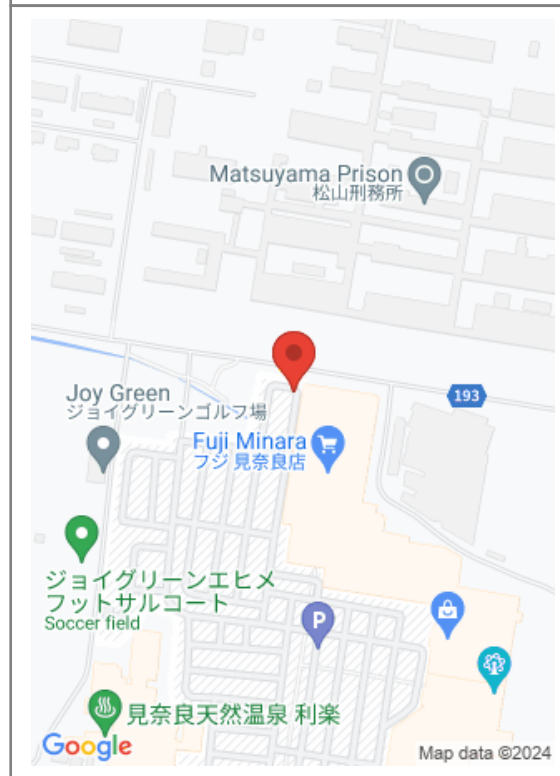 Matsuyama Prison
松山刑務所
193
Joy Green
ジョイグリーンゴルフ場
Fuji Minara
フジ 見奈良店
ジョイグリーンエヒメ
フットサルコート
Soccer field
P
見奈良天然温泉 利楽
Google
Map data ©2024